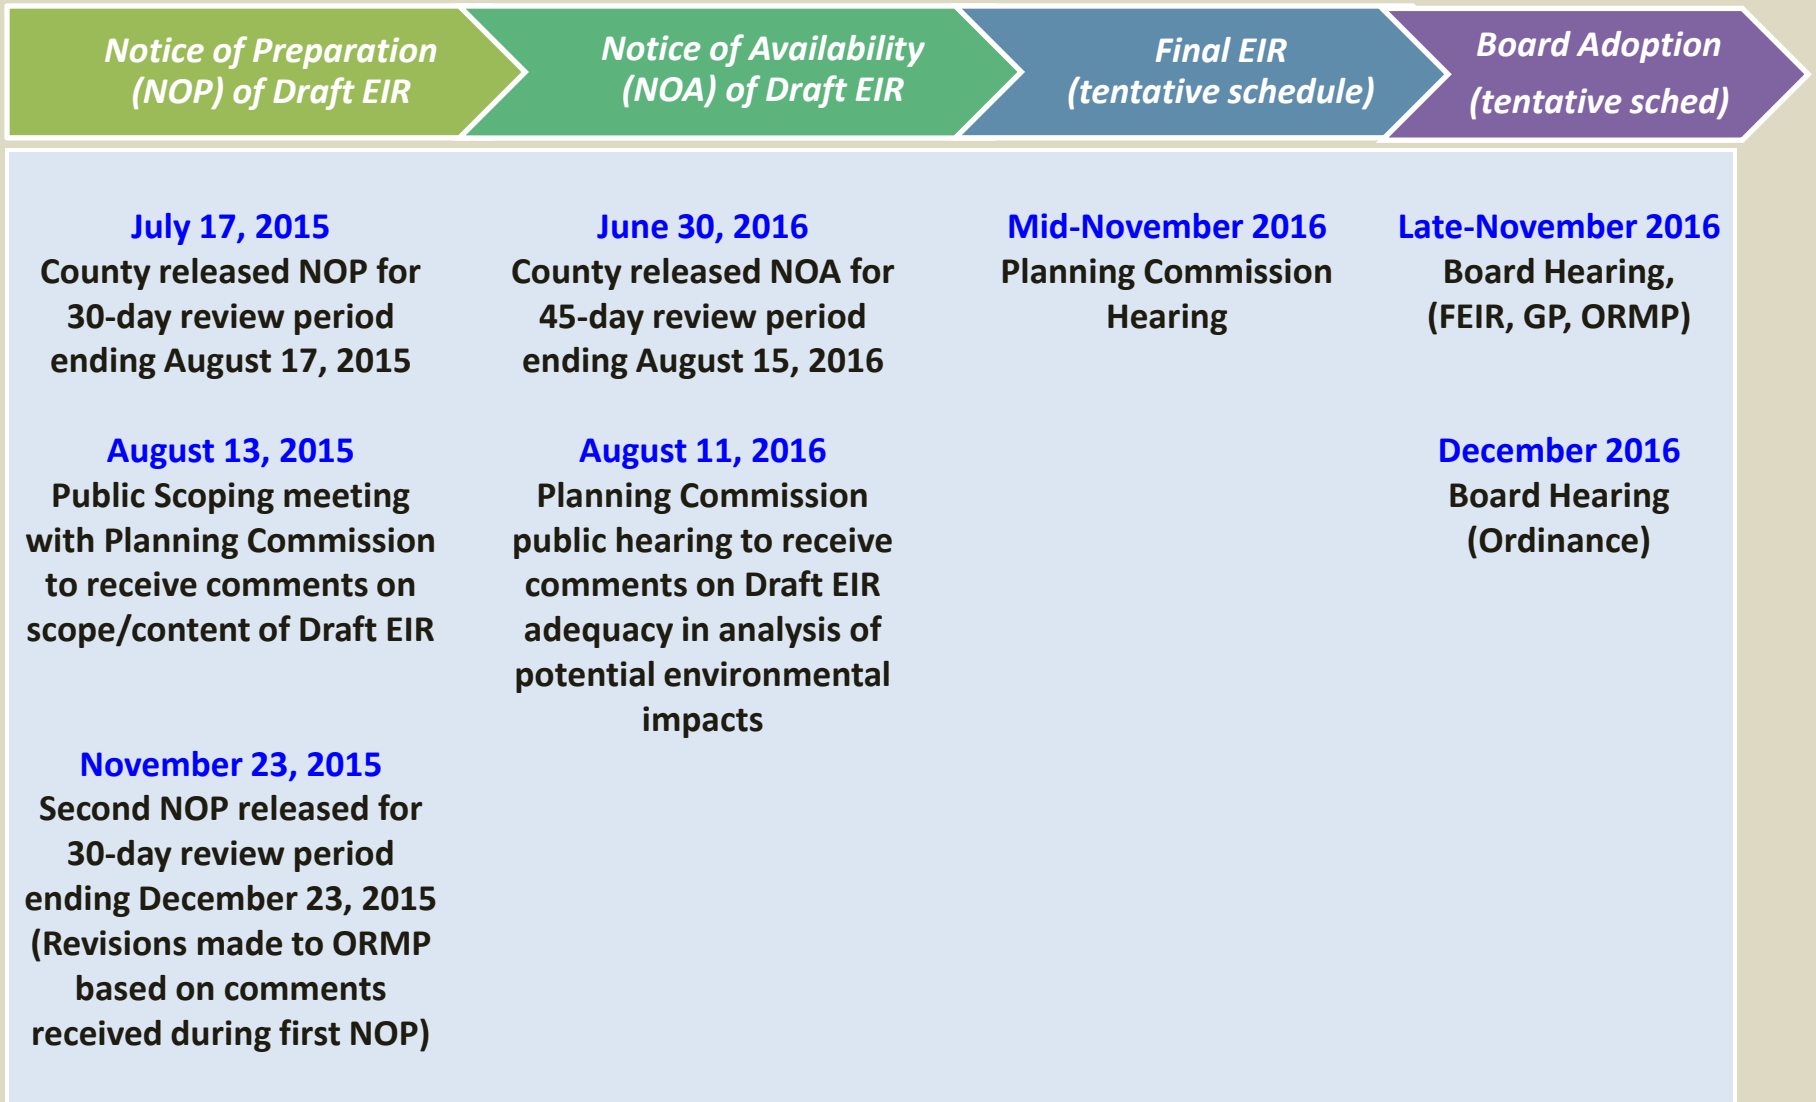 Notice of Preparation
(NOP) of Draft EIR
Notice of Availability
(NOA) of Draft EIR
Final EIR
(tentative schedule)
Board Adoption
(tentative sched)
July 17, 2015
County released NOP for
30-day review period
ending August 17, 2015
August 13, 2015
Public Scoping meeting
with Planning Commission
to receive comments on
scope/content of Draft EIR
November 23, 2015
Second NOP released for
30-day review period
ending December 23, 2015
(Revisions made to ORMP
based on comments
received during first NOP)
June 30, 2016
County released NOA for
45-day review period
ending August 15, 2016
August 11, 2016
Planning Commission
public hearing to receive
comments on Draft EIR
adequacy in analysis of
potential environmental
impacts
Mid-November 2016
Planning Commission
Hearing
Late-November 2016
Board Hearing,
(FEIR, GP, ORMP)
December 2016
Board Hearing
(Ordinance)